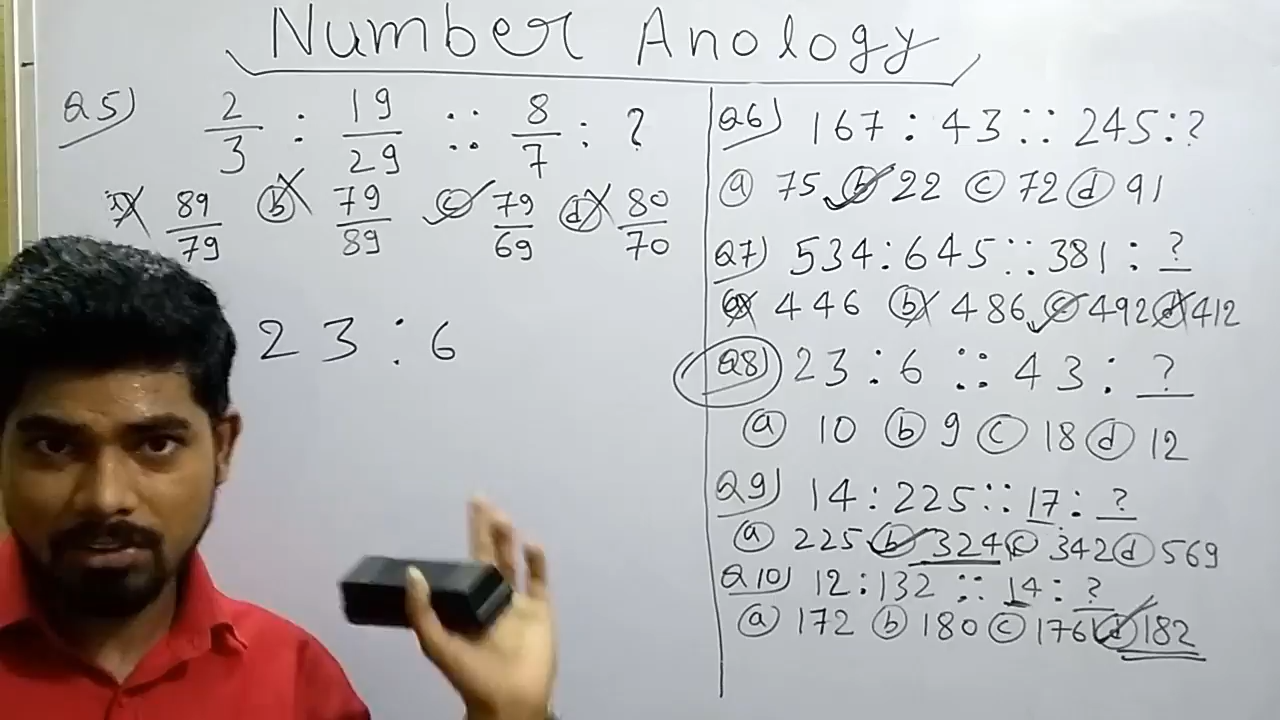 Number Anology
Q5) 2/3 : 19/29 :: 8/7 : ?
a) 89/79 b) 79/89 c) 79/69 d) 80/70
23 : 6
Q6) 167 : 43 :: 245 : ?
a) 75 b) 22 c) 72 d) 91
Q7) 534 : 645 :: 381 : ?
a) 446 b) 486 c) 492 d) 412
Q8) 23 : 6 :: 43 : ?
a) 10 b) 9 c) 18 d) 12
Q9) 14 : 225 :: 17 : ?
a) 225 b) 324 c) 342 d) 569
Q10) 12 : 132 :: 14 : ?
a) 172 b) 180 c) 176 d) 182